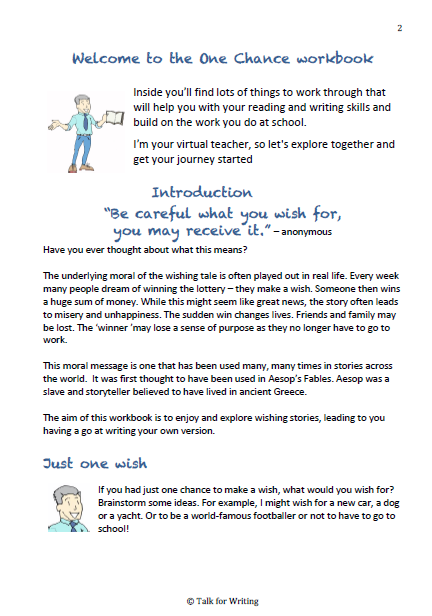 2
Welcome to the One Chance workbook
Inside you'll find lots of things to work through that
will help you with your reading and writing skills and
build on the work you do at school.
I'm your virtual teacher, so let's explore together and
get your journey started
Introduction
"Be careful what you wish for,
you may receive it." – anonymous
Have you ever thought about what this means?
The underlying moral of the wishing tale is often played out in real life. Every week
many people dream of winning the lottery – they make a wish. Someone then wins
a huge sum of money. While this might seem like great news, the story often leads
to misery and unhappiness. The sudden win changes lives. Friends and family may
be lost. The 'winner 'may lose a sense of purpose as they no longer have to go to
work.
This moral message is one that has been used many, many times in stories across
the world.  It was first thought to have been used in Aesop's Fables. Aesop was a
slave and storyteller believed to have lived in ancient Greece.
The aim of this workbook is to enjoy and explore wishing stories, leading to you
having a go at writing your own version.
Just one wish
If you had just one chance to make a wish, what would you wish for?
Brainstorm some ideas. For example, I might wish for a new car, a dog
or a yacht. Or to be a world-famous footballer or not to have to go to
school!
© Talk for Writing